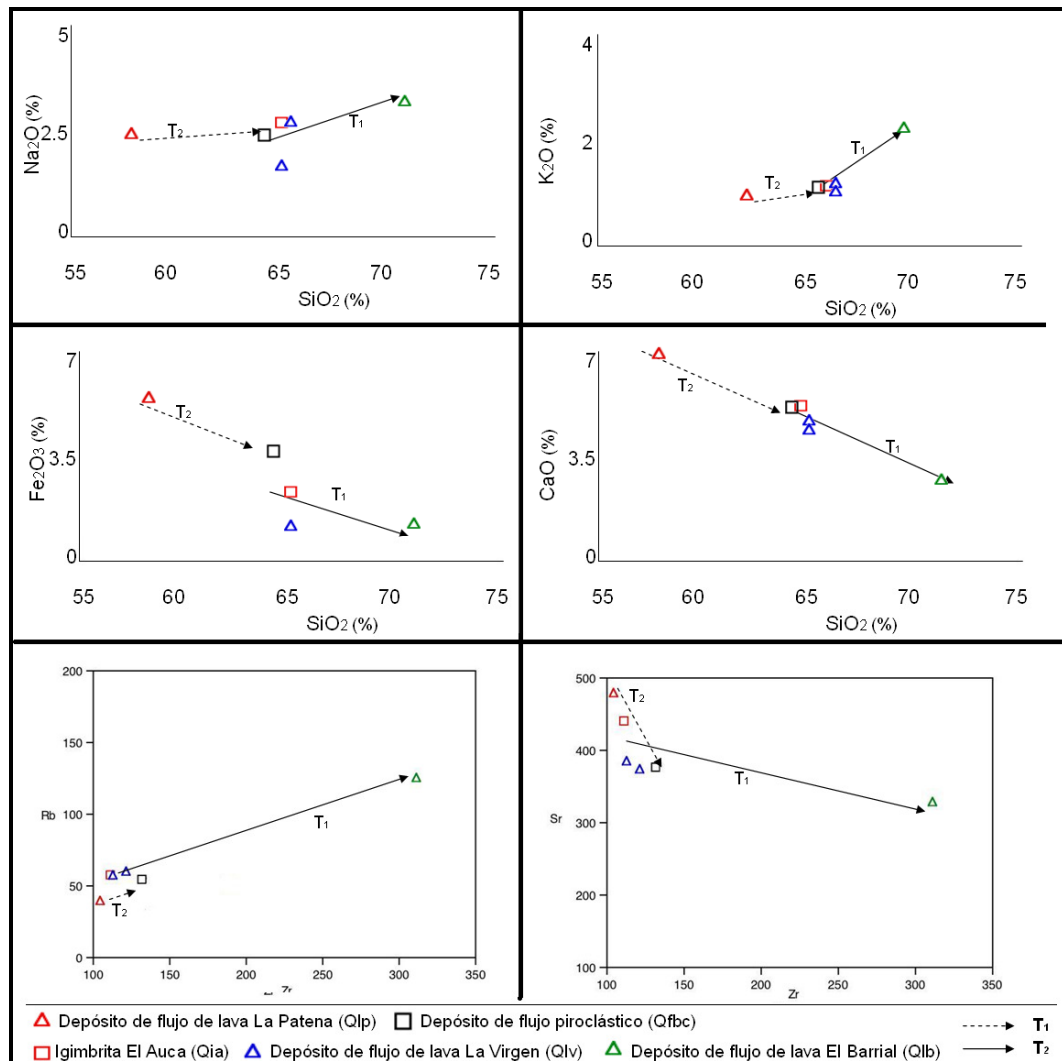 5
2.5
0
Na2O (%)
T2
T1
55 60 65 70 75
SiO2 (%)
4
2
0
K2O (%)
T2
T1
55 60 65 70 75
SiO2 (%)
7
3.5
0
Fe2O3 (%)
T2
T1
55 60 65 70 75
SiO2 (%)
7
3.5
0
CaO (%)
T2
T1
55 60 65 70 75
SiO2 (%)
200
150
100
50
0
Rb
T1
T2
100 150 200 250 300 350
Zr
500
400
300
200
100
Sr
T2
T1
100 150 200 250 300 350
Zr
Depósito de flujo de lava La Patena (Qlp) Depósito de flujo piroclástico (Qfbc) T1
Igimbrita El Auca (Qia) Depósito de flujo de lava La Virgen (Qlv) Depósito de flujo de lava El Barrial (Qlb) T2